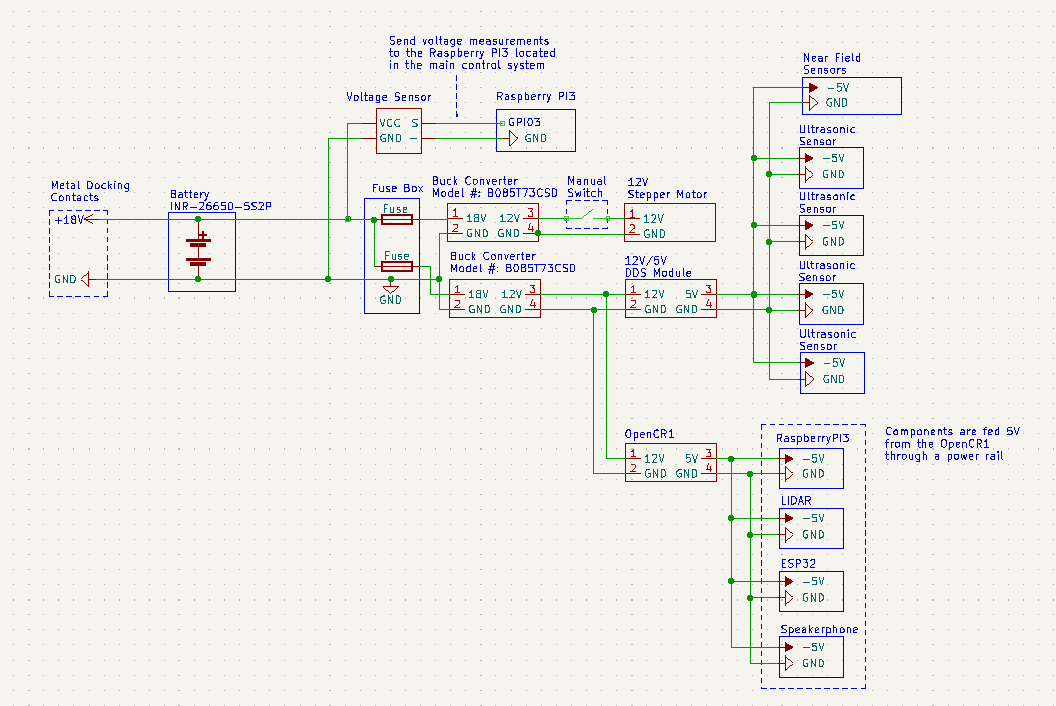 Send voltage measurements
to the Raspberry PI3 located
in the main control system
Voltage Sensor
VCC S
GND −
Raspberry PI3
GPIO3
GND
Near Field
Sensors
−5V
GND
Ultrasonic
Sensor
−5V
GND
Ultrasonic
Sensor
−5V
GND
Ultrasonic
Sensor
−5V
GND
Ultrasonic
Sensor
−5V
GND
Metal Docking
Contacts
+18V
GND
Battery
INR-26650-5S2P
+
Fuse Box
Fuse
Fuse
GND
Buck Converter
Model #: B085T73CSD
1 18V 12V 3
2 GND GND 4
Manual
Switch
12V
Stepper Motor
1 12V
2 GND
Buck Converter
Model #: B085T73CSD
1 18V 12V 3
2 GND GND 4
12V/5V
DDS Module
1 12V 5V 3
2 GND GND 4
OpenCR1
1 12V 5V 3
2 GND GND 4
RaspberryPI3
−5V
GND
LIDAR
−5V
GND
ESP32
−5V
GND
Speakerphone
−5V
GND
Components are fed 5V
from the OpenCR1
through a power rail